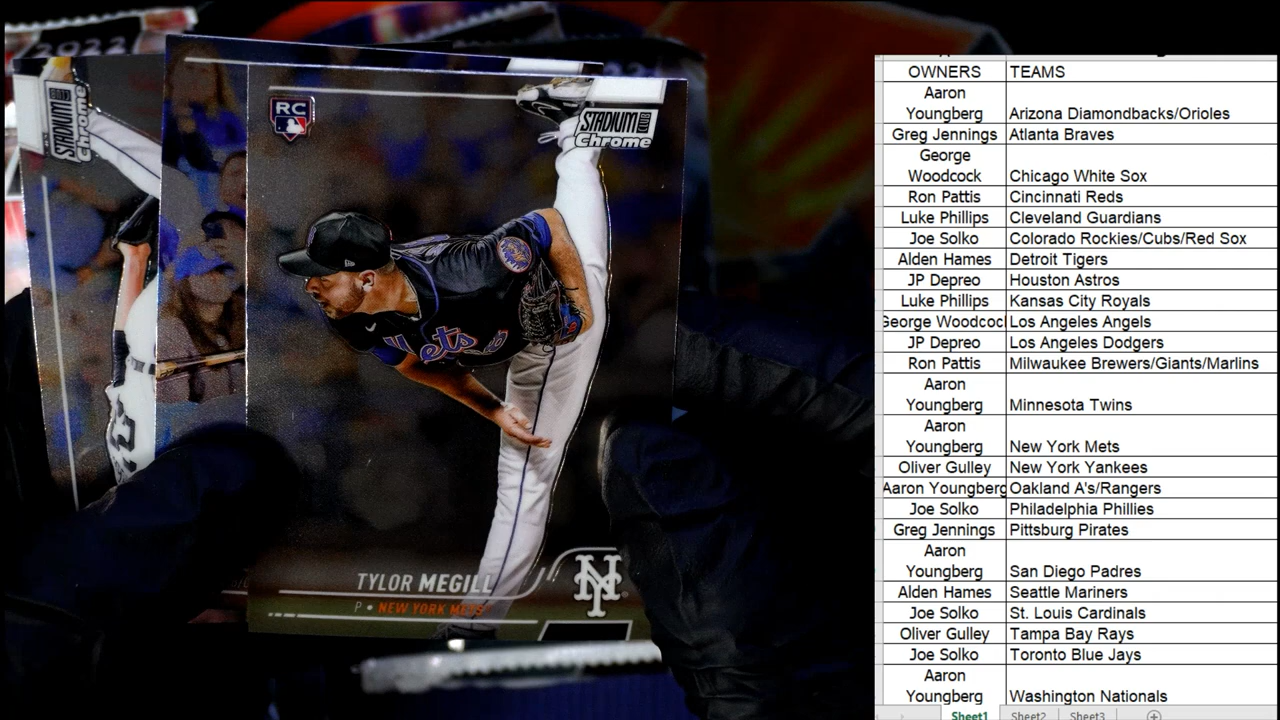 2022
STADIUM
CLUB
Chrome
RC
STADIUM
CLUB
Chrome
Mets
TYLOR MEGILL
P • NEW YORK METS
NY
OWNERS TEAMS
Aaron
Youngberg Arizona Diamondbacks/Orioles
Greg Jennings Atlanta Braves
George
Woodcock Chicago White Sox
Ron Pattis Cincinnati Reds
Luke Phillips Cleveland Guardians
Joe Solko Colorado Rockies/Cubs/Red Sox
Alden Hames Detroit Tigers
JP Depreo Houston Astros
Luke Phillips Kansas City Royals
George Woodcoc Los Angeles Angels
JP Depreo Los Angeles Dodgers
Ron Pattis Milwaukee Brewers/Giants/Marlins
Aaron
Youngberg Minnesota Twins
Aaron
Youngberg New York Mets
Oliver Gulley New York Yankees
Aaron Youngberg Oakland A's/Rangers
Joe Solko Philadelphia Phillies
Greg Jennings Pittsburg Pirates
Aaron
Youngberg San Diego Padres
Alden Hames Seattle Mariners
Joe Solko St. Louis Cardinals
Oliver Gulley Tampa Bay Rays
Joe Solko Toronto Blue Jays
Aaron
Youngberg Washington Nationals
Sheet1 Sheet2 Sheet3